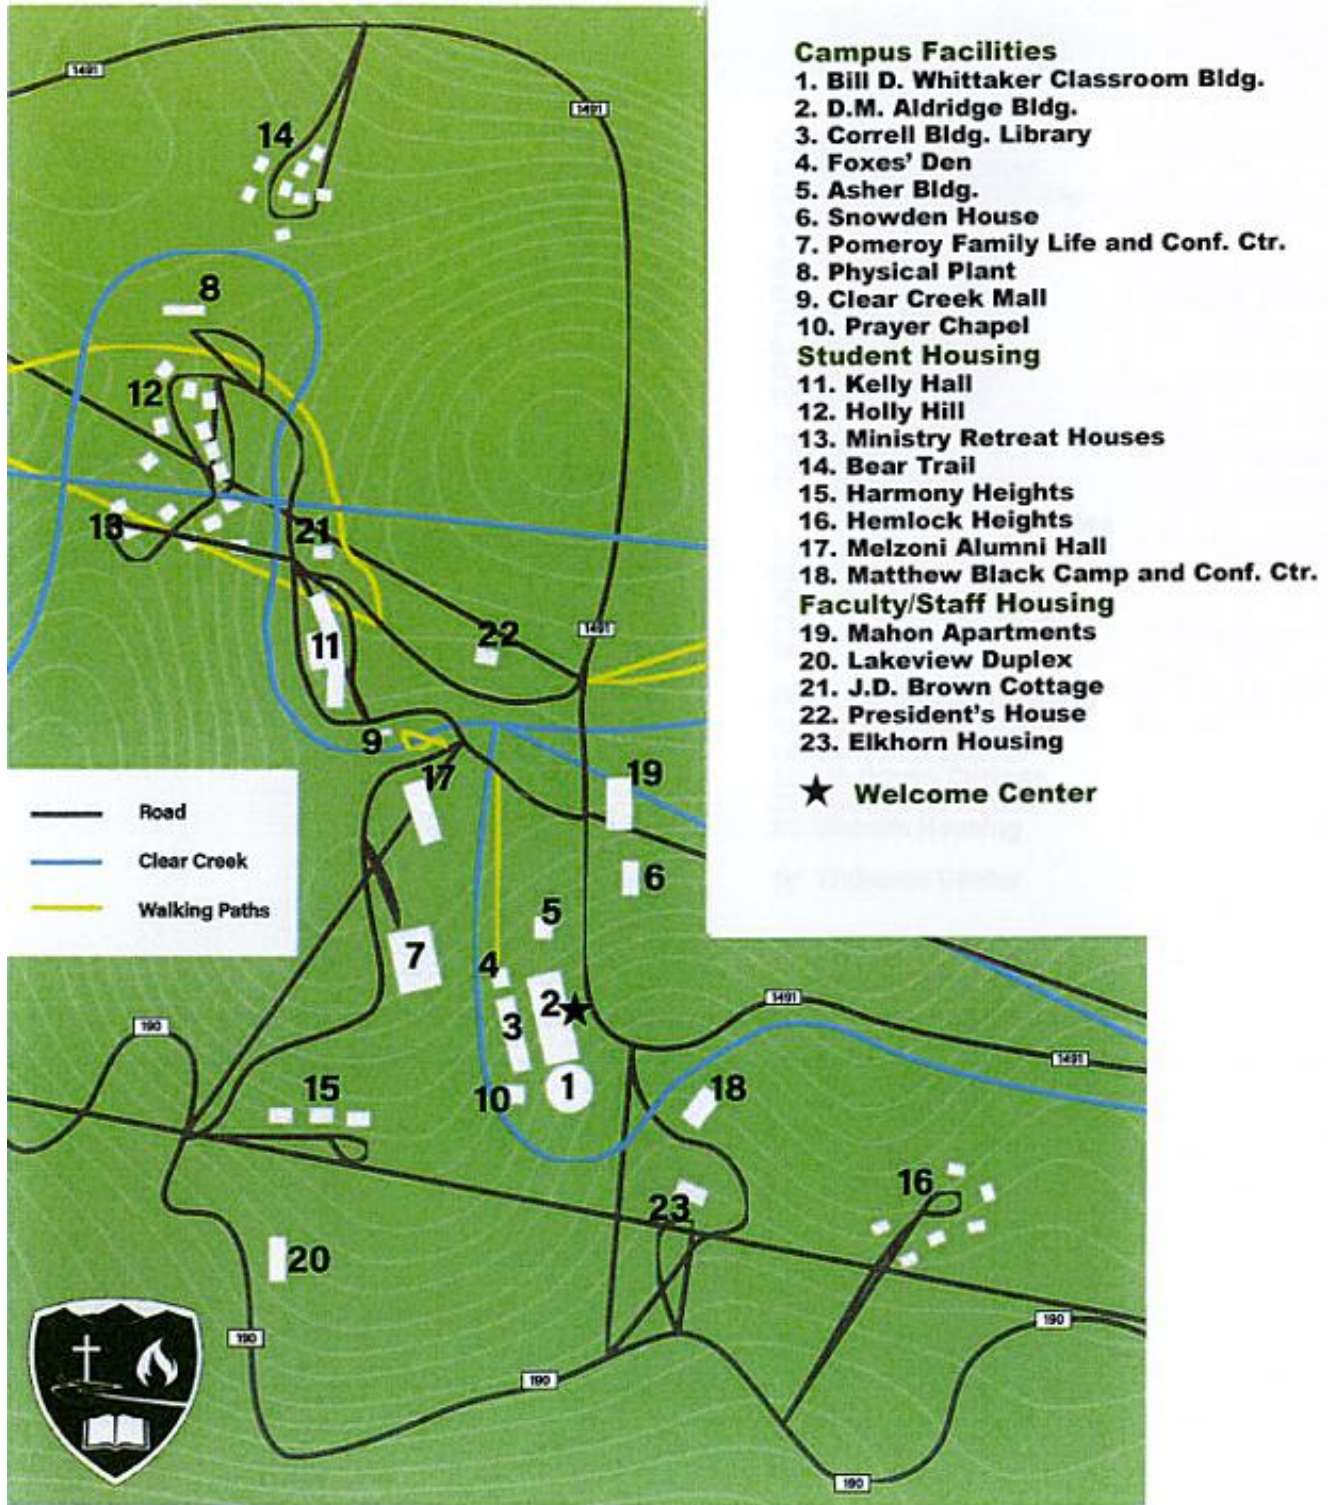 Campus Facilities
1. Bill D. Whittaker Classroom Bldg.
2. D.M. Aldridge Bldg.
3. Correll Bldg. Library
4. Foxes' Den
5. Asher Bldg.
6. Snowden House
7. Pomeroy Family Life and Conf. Ctr.
8. Physical Plant
9. Clear Creek Mall
10. Prayer Chapel
Student Housing
11. Kelly Hall
12. Holly Hill
13. Ministry Retreat Houses
14. Bear Trail
15. Harmony Heights
16. Hemlock Heights
17. Melzoni Alumni Hall
18. Matthew Black Camp and Conf. Ctr.
Faculty/Staff Housing
19. Mahon Apartments
20. Lakeview Duplex
21. J.D. Brown Cottage
22. President's House
23. Elkhorn Housing
★ Welcome Center
1491
1491
14
8
12
13
21
11
22
1491
9
17
19
Road
Clear Creek
Walking Paths
6
5
7
4
2
3
1491
190
1491
15
10
1
18
16
23
20
190
190
190
190